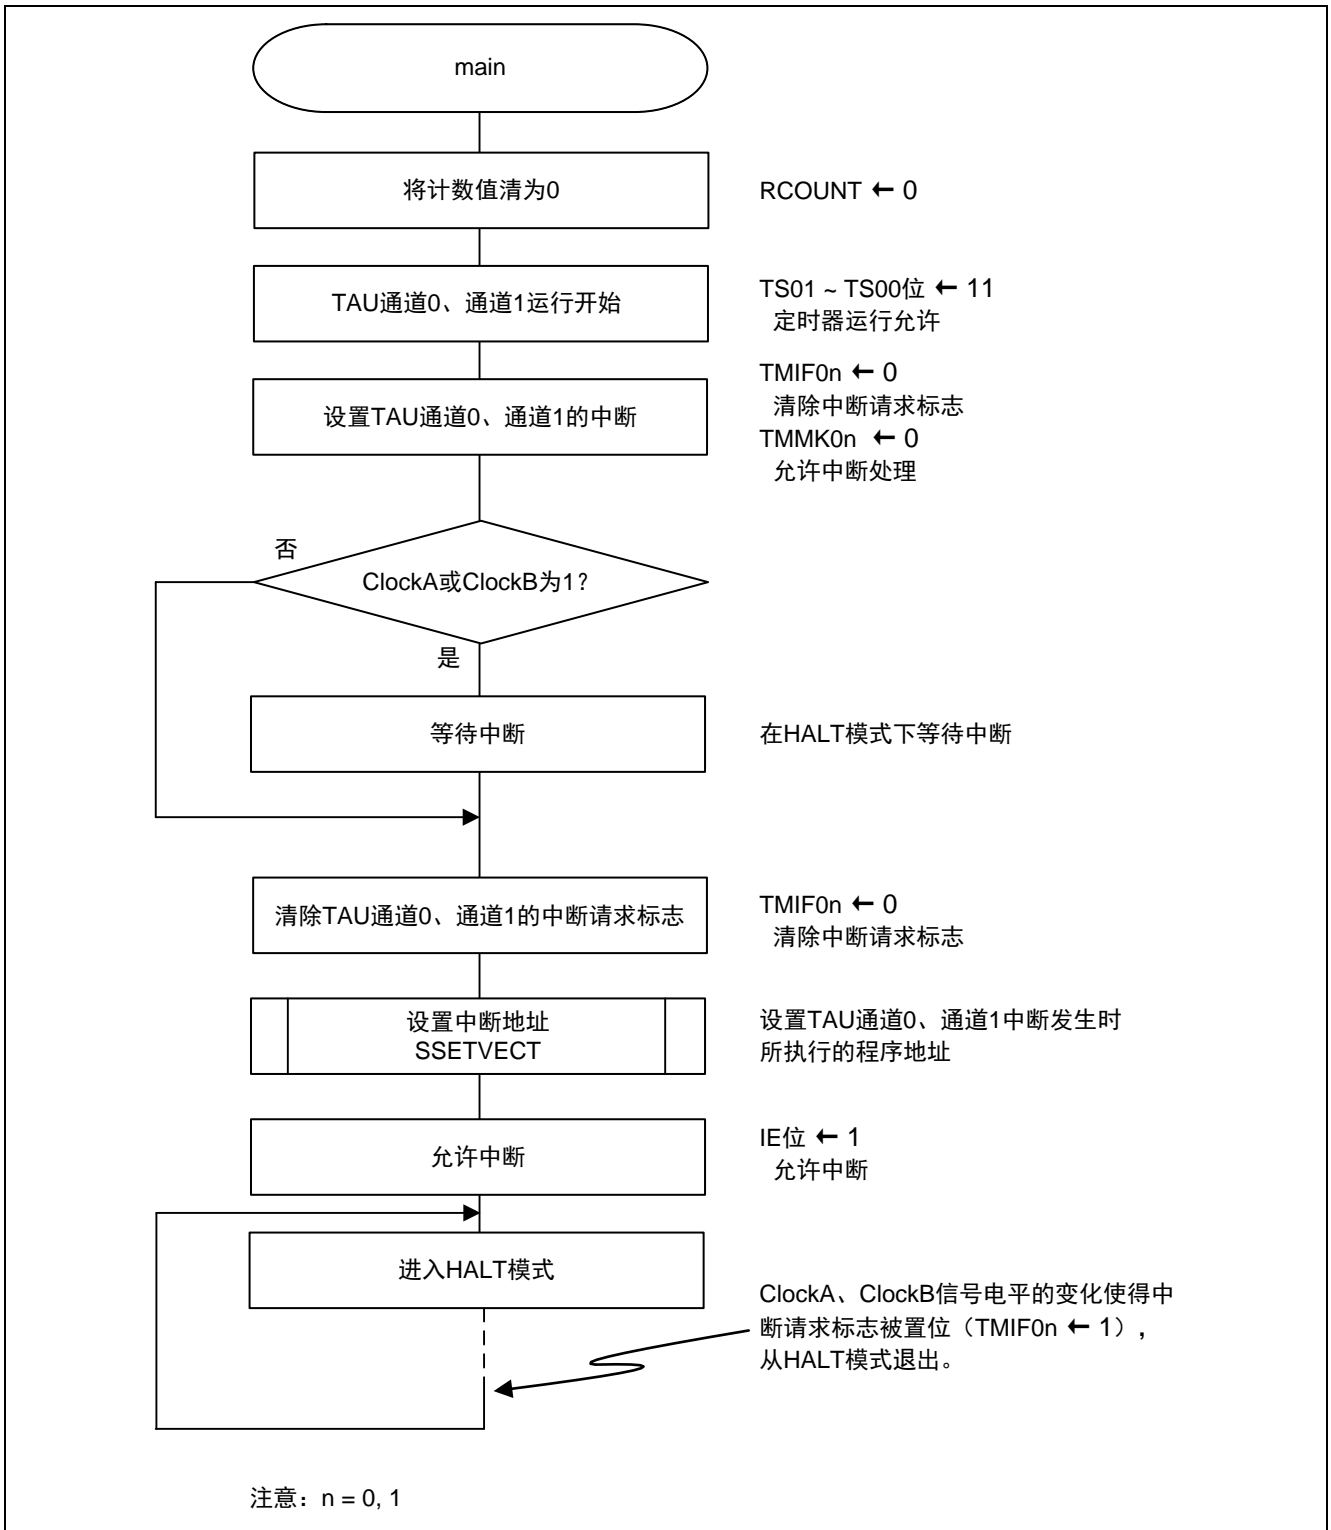 main
将计数值清为0
RCOUNT ← 0
TAU通道0、通道1运行开始
TS01 ~ TS00位 ← 11
定时器运行允许
设置TAU通道0、通道1的中断
TMIF0n ← 0
清除中断请求标志
TMMK0n ← 0
允许中断处理
否
ClockA或ClockB为1?
是
等待中断
在HALT模式下等待中断
清除TAU通道0、通道1的中断请求标志
TMIF0n ← 0
清除中断请求标志
设置中断地址
SSETVECT
设置TAU通道0、通道1中断发生时
所执行的程序地址
允许中断
IE位 ← 1
允许中断
进入HALT模式
ClockA、ClockB信号电平的变化使得中
断请求标志被置位（TMIF0n ← 1），
从HALT模式退出。
注意：n = 0, 1